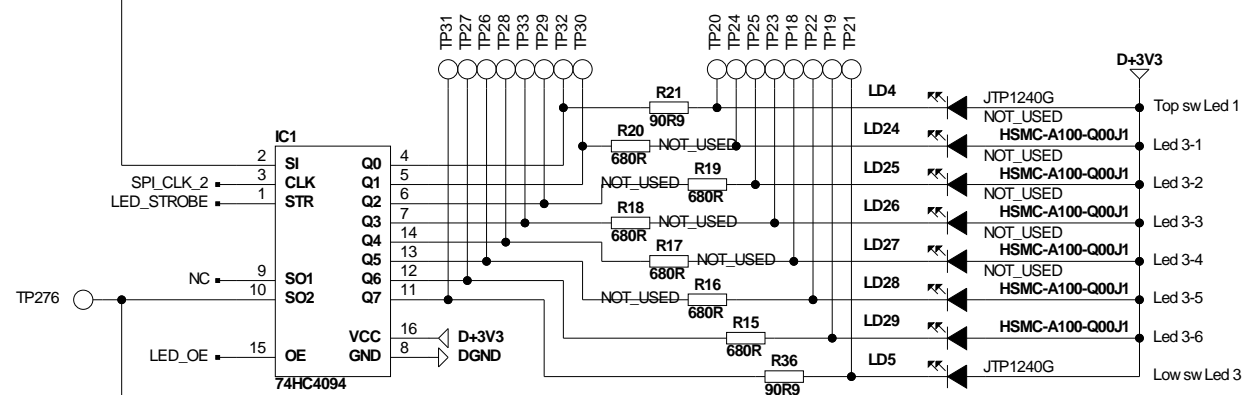 TP31 TP27 TP26 TP28 TP33 TP29 TP32 TP30
TP20 TP24 TP25 TP23 TP18 TP22 TP19 TP21
D+3V3
R21
90R9
LD4
JTP1240G
Top sw Led 1
R20
680R
NOT_USED
LD24
NOT_USED
HSMC-A100-Q00J1
Led 3-1
NOT_USED
R19
680R
LD25
NOT_USED
HSMC-A100-Q00J1
Led 3-2
R18
680R
NOT_USED
LD26
NOT_USED
HSMC-A100-Q00J1
Led 3-3
R17
680R
NOT_USED
LD27
NOT_USED
HSMC-A100-Q00J1
Led 3-4
NOT_USED
R16
680R
LD28
NOT_USED
HSMC-A100-Q00J1
Led 3-5
R15
680R
LD29
HSMC-A100-Q00J1
Led 3-6
R36
90R9
LD5
JTP1240G
Low sw Led 3
IC1
2 SI Q0 4
SPI_CLK_2 3 CLK Q1 5
LED_STROBE 1 STR Q2 6
Q3 7
Q4 14
Q5 13
NC 9 SO1 Q6 12
TP276 10 SO2 Q7 11
VCC 16 D+3V3
LED_OE 15 OE GND 8 DGND
74HC4094